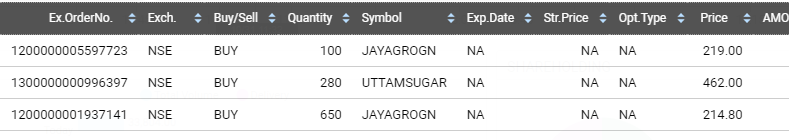 Ex.OrderNo. Exch. Buy/Sell Quantity Symbol Exp.Date Str.Price Opt.Type Price AMO
1200000005597723 NSE BUY 100 JAYAGROGN NA NA NA 219.00
1300000000996397 NSE BUY 280 UTTAMSUGAR NA NA NA 462.00
1200000001937141 NSE BUY 650 JAYAGROGN NA NA NA 214.80